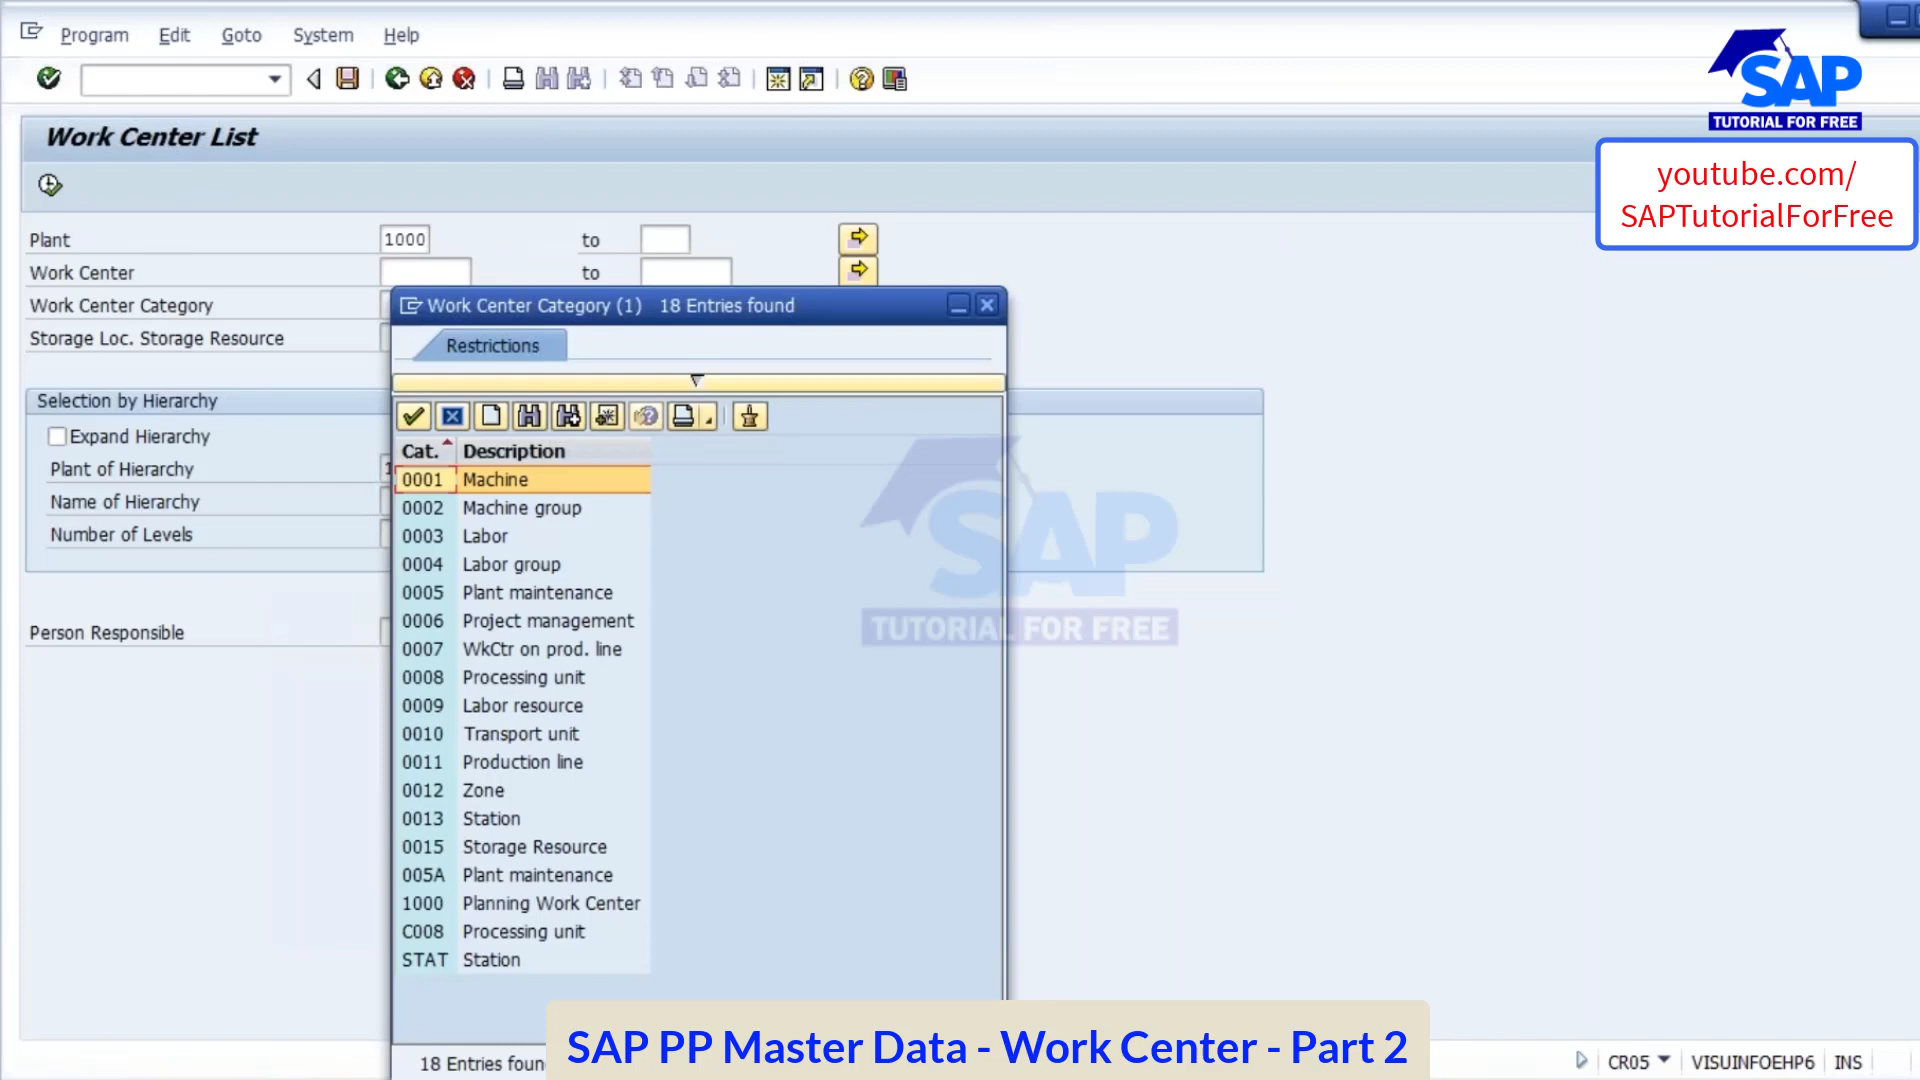 Program Edit Goto System Help
SAP
TUTORIAL FOR FREE
Work Center List
youtube.com/
SAPTutorialForFree
Plant 1000 to
Work Center to
Work Center Category
Storage Loc. Storage Resource
Work Center Category (1) 18 Entries found
Restrictions
Selection by Hierarchy
Expand Hierarchy
Plant of Hierarchy 1
Name of Hierarchy
Number of Levels
Person Responsible
Cat. Description
0001 Machine
0002 Machine group
0003 Labor
0004 Labor group
0005 Plant maintenance
0006 Project management
0007 WkCtr on prod. line
0008 Processing unit
0009 Labor resource
0010 Transport unit
0011 Production line
0012 Zone
0013 Station
0015 Storage Resource
005A Plant maintenance
1000 Planning Work Center
C008 Processing unit
STAT Station
SAP
TUTORIAL FOR FREE
18 Entries foun
SAP PP Master Data - Work Center - Part 2
CR05 VISUINFOEHP6 INS